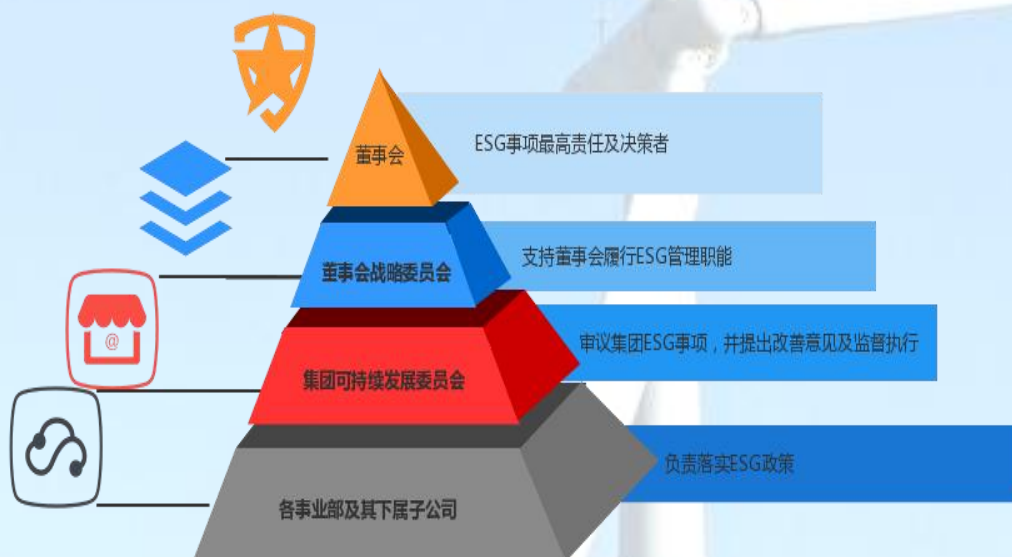 董事会
ESG事项最高责任及决策者
董事会战略委员会
支持董事会履行ESG管理职能
@
集团可持续发展委员会
审议集团ESG事项，并提出改善意见及监督执行
各事业部及其下属子公司
负责落实ESG政策